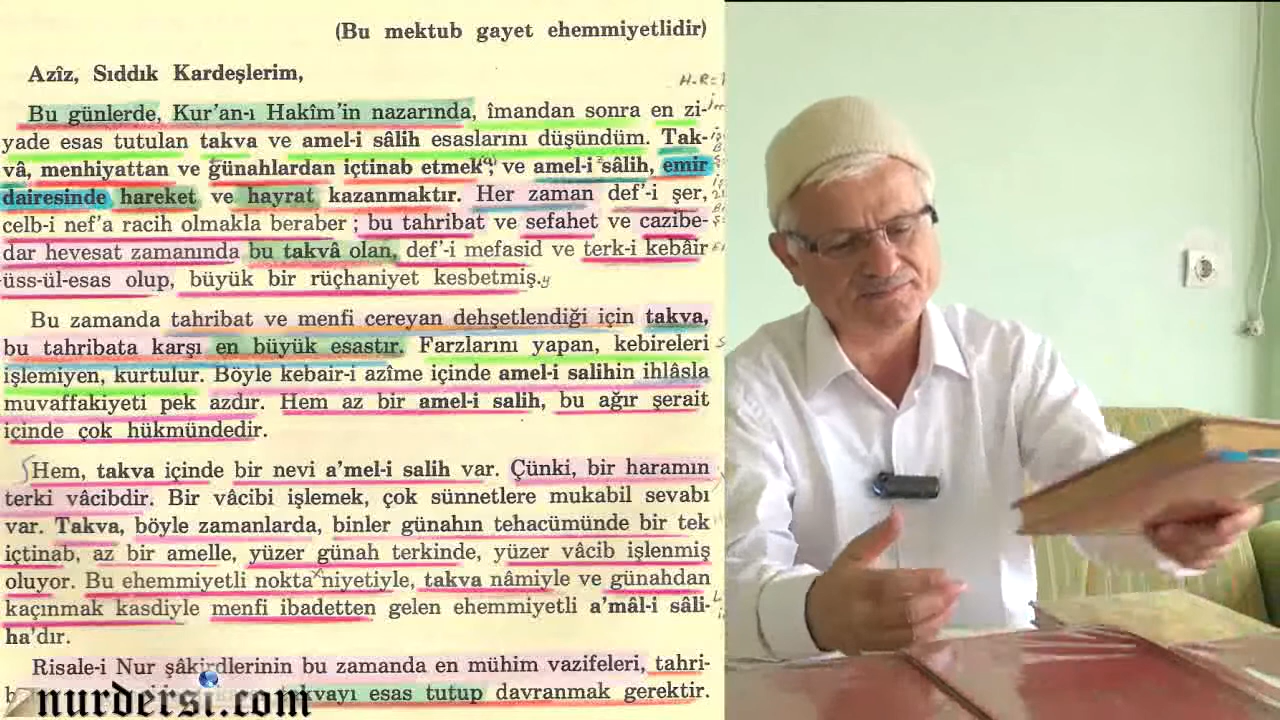 (Bu mektub gayet ehemmiyetlidir)
Azîz, Sıddık Kardeşlerim,
Bu günlerde, Kur'an-ı Hakîm'in nazarında, îmandan sonra en zi-
yade esas tutulan takva ve amel-i sâlih esaslarını düşündüm. Tak-
vâ, menhiyattan ve günahlardan içtinab etmek; ve amel-i sâlih, emir
dairesinde hareket ve hayrat kazanmaktır. Her zaman def'-i şer,
celb-i nef'a racih olmakla beraber; bu tahribat ve sefahet ve cazibe-
dar hevesat zamanında bu takvâ olan, def'-i mefasid ve terk-i kebâir
üss-ül-esas olup, büyük bir rüçhaniyet kesbetmiş.
Bu zamanda tahribat ve menfi cereyan dehşetlendiği için takva,
bu tahribata karşı en büyük esastır. Farzlarını yapan, kebireleri
işlemiyen, kurtulur. Böyle kebair-i azîme içinde amel-i salihin ihlâsla
muvaffakiyeti pek azdır. Hem az bir amel-i salih, bu ağır şerait
içinde çok hükmündedir.
Hem, takva içinde bir nevi a'mel-i salih var. Çünki, bir haramın
terki vâcibdir. Bir vâcibi işlemek, çok sünnetlere mukabil sevabı
var. Takva, böyle zamanlarda, binler günahın tehacümünde bir tek
içtinab, az bir amelle, yüzer günah terkinde, yüzer vâcib işlenmiş
oluyor. Bu ehemmiyetli nokta niyetiyle, takva nâmiyle ve günahdan
kaçınmak kasdiyle menfi ibadetten gelen ehemmiyetli a'mâl-i sâli-
ha'dır.
Risale-i Nur şâkirdlerinin bu zamanda en mühim vazifeleri, tahri-
takvayı esas tutup davranmak gerektir.
nurdersi.com